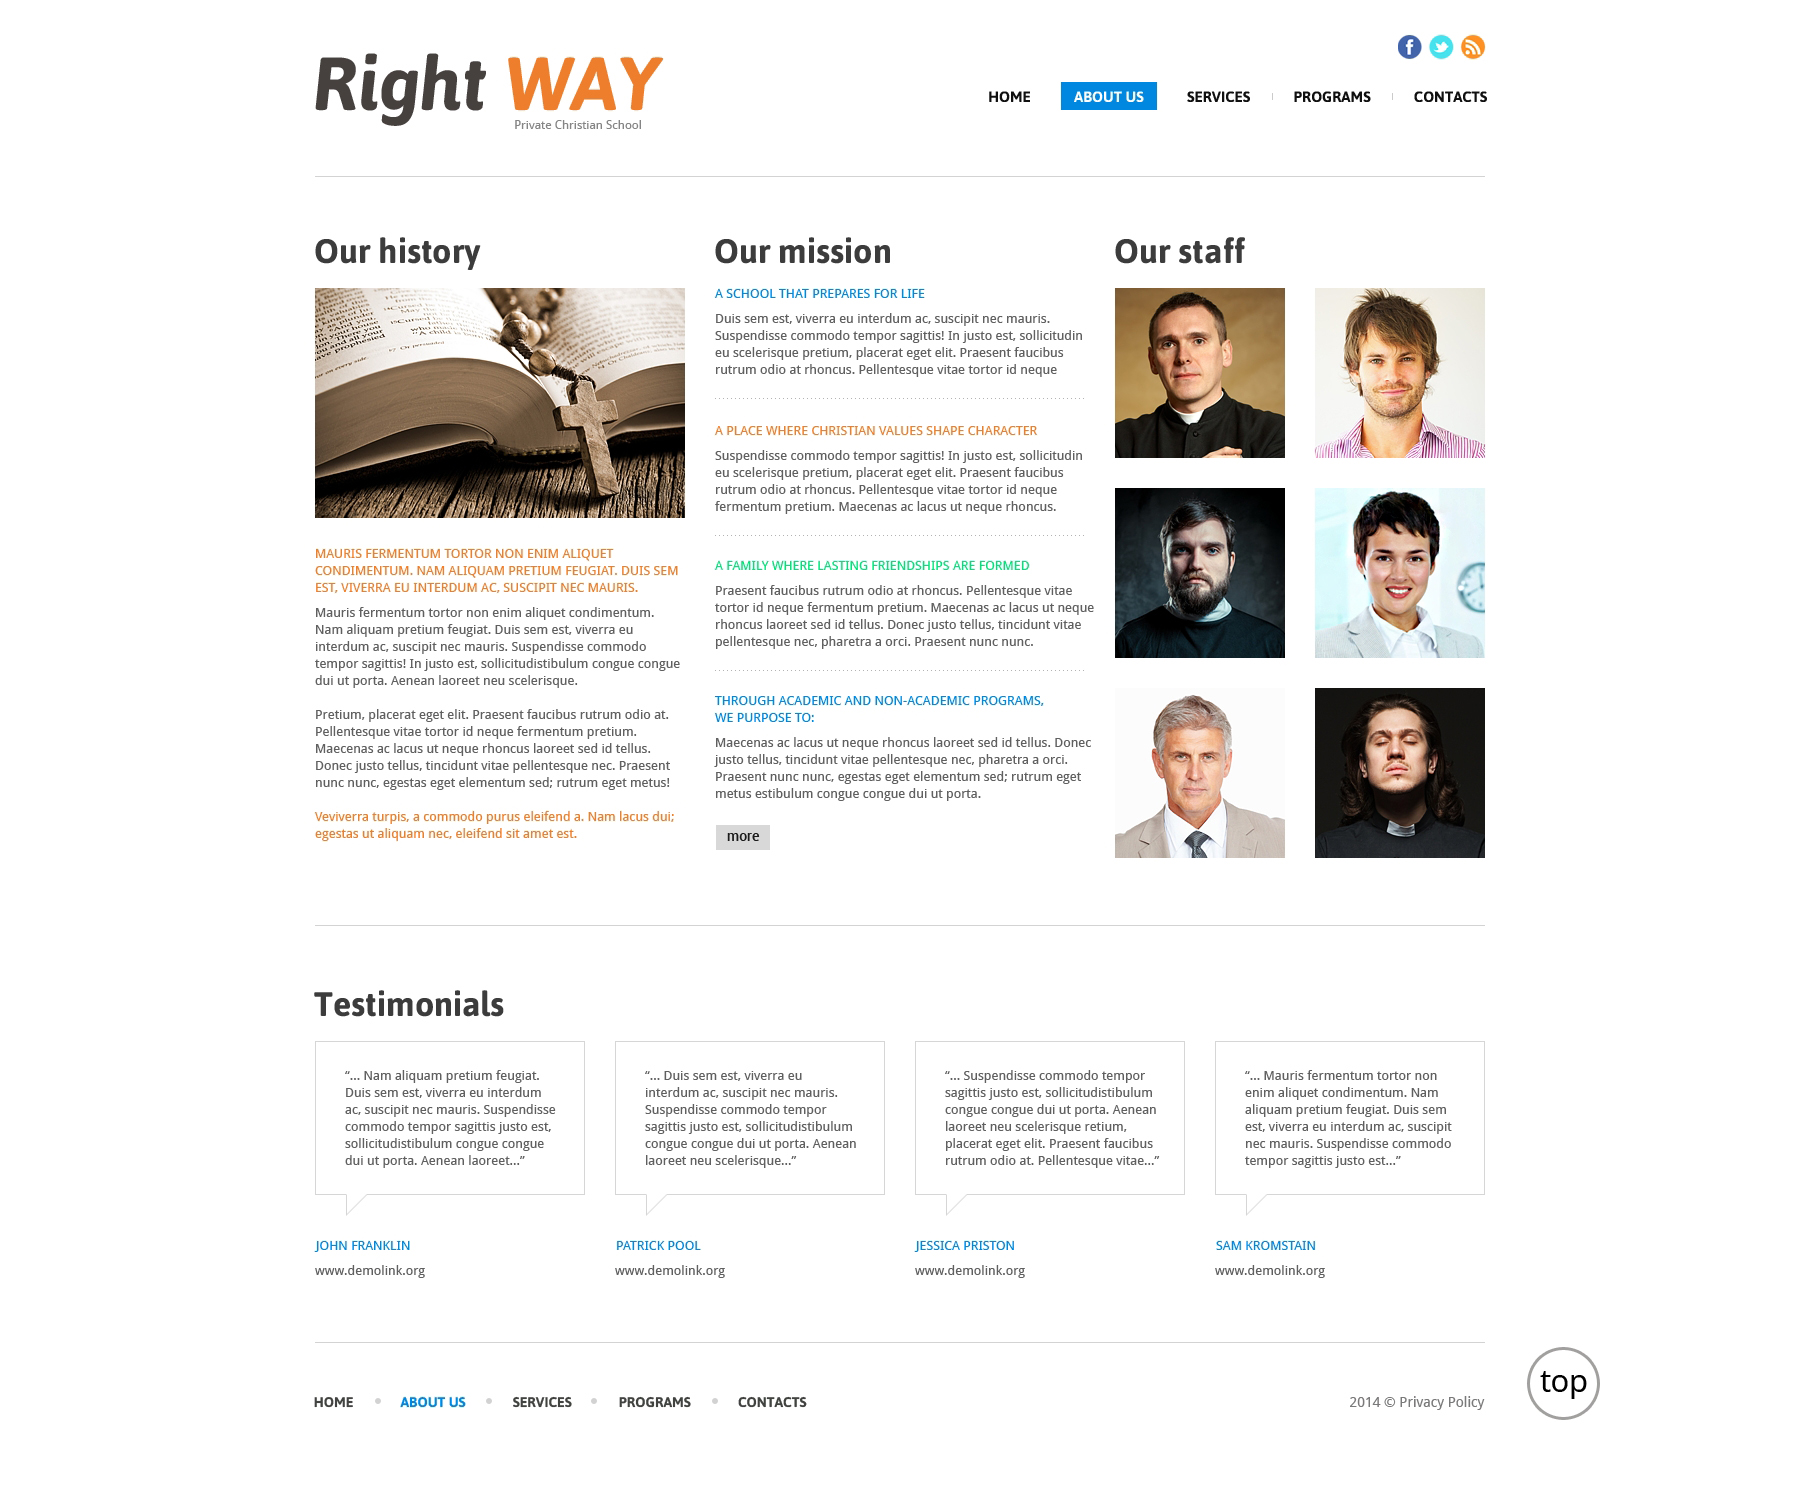 Right WAY
Private Christian School
HOME
ABOUT US
SERVICES
PROGRAMS
CONTACTS
Our history
MAURIS FERMENTUM TORTOR NON ENIM ALIQUET
CONDIMENTUM. NAM ALIQUAM PRETIUM FEUGIAT. DUIS SEM
EST, VIVERRA EU INTERDUM AC, SUSCIPIT NEC MAURIS.
Mauris fermentum tortor non enim aliquet condimentum.
Nam aliquam pretium feugiat. Duis sem est, viverra eu
interdum ac, suscipit nec mauris. Suspendisse commodo
tempor sagittis! In justo est, sollicitudistibulum congue congue
dui ut porta. Aenean laoreet neu scelerisque.
Pretium, placerat eget elit. Praesent faucibus rutrum odio at.
Pellentesque vitae tortor id neque fermentum pretium.
Maecenas ac lacus ut neque rhoncus laoreet sed id tellus.
Donec justo tellus, tincidunt vitae pellentesque nec. Praesent
nunc nunc, egestas eget elementum sed; rutrum eget metus!
Veviverra turpis, a commodo purus eleifend a. Nam lacus dui;
egestas ut aliquam nec, eleifend sit amet est.
Our mission
A SCHOOL THAT PREPARES FOR LIFE
Duis sem est, viverra eu interdum ac, suscipit nec mauris.
Suspendisse commodo tempor sagittis! In justo est, sollicitudin
eu scelerisque pretium, placerat eget elit. Praesent faucibus
rutrum odio at rhoncus. Pellentesque vitae tortor id neque
A PLACE WHERE CHRISTIAN VALUES SHAPE CHARACTER
Suspendisse commodo tempor sagittis! In justo est, sollicitudin
eu scelerisque pretium, placerat eget elit. Praesent faucibus
rutrum odio at rhoncus. Pellentesque vitae tortor id neque
fermentum pretium. Maecenas ac lacus ut neque rhoncus.
A FAMILY WHERE LASTING FRIENDSHIPS ARE FORMED
Praesent faucibus rutrum odio at rhoncus. Pellentesque vitae
tortor id neque fermentum pretium. Maecenas ac lacus ut neque
rhoncus laoreet sed id tellus. Donec justo tellus, tincidunt vitae
pellentesque nec, pharetra a orci. Praesent nunc nunc.
THROUGH ACADEMIC AND NON-ACADEMIC PROGRAMS,
WE PURPOSE TO:
Maecenas ac lacus ut neque rhoncus laoreet sed id tellus. Donec
justo tellus, tincidunt vitae pellentesque nec, pharetra a orci.
Praesent nunc nunc, egestas eget elementum sed; rutrum eget
metus estibulum congue congue dui ut porta.
more
Our staff
Testimonials
“... Nam aliquam pretium feugiat.
Duis sem est, viverra eu interdum
ac, suscipit nec mauris. Suspendisse
commodo tempor sagittis justo est,
sollicitudistibulum congue congue
dui ut porta. Aenean laoreet...”
JOHN FRANKLIN
www.demolink.org
“... Duis sem est, viverra eu
interdum ac, suscipit nec mauris.
Suspendisse commodo tempor
sagittis justo est, sollicitudistibulum
congue congue dui ut porta. Aenean
laoreet neu scelerisque...”
PATRICK POOL
www.demolink.org
“... Suspendisse commodo tempor
sagittis justo est, sollicitudistibulum
congue congue dui ut porta. Aenean
laoreet neu scelerisque retium,
placerat eget elit. Praesent faucibus
rutrum odio at. Pellentesque vitae...”
JESSICA PRISTON
www.demolink.org
“... Mauris fermentum tortor non
enim aliquet condimentum. Nam
aliquam pretium feugiat. Duis sem
est, viverra eu interdum ac, suscipit
nec mauris. Suspendisse commodo
tempor sagittis justo est...”
SAM KROMSTAIN
www.demolink.org
HOME
ABOUT US
SERVICES
PROGRAMS
CONTACTS
2014 © Privacy Policy
top